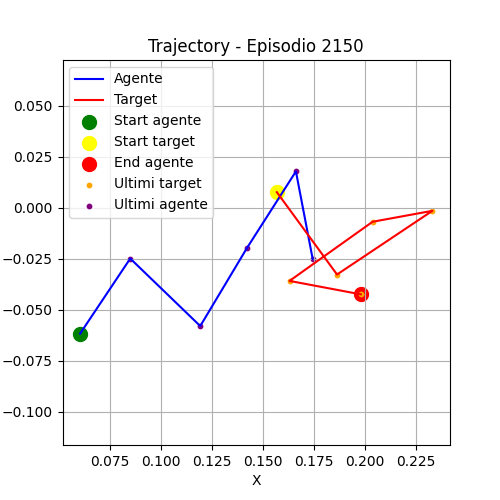 Trajectory - Episodio 2150
Agente
Target
Start agente
Start target
End agente
Ultimi target
Ultimi agente
0.050
0.025
0.000
−0.025
−0.050
−0.075
−0.100
0.075 0.100 0.125 0.150 0.175 0.200 0.225
X